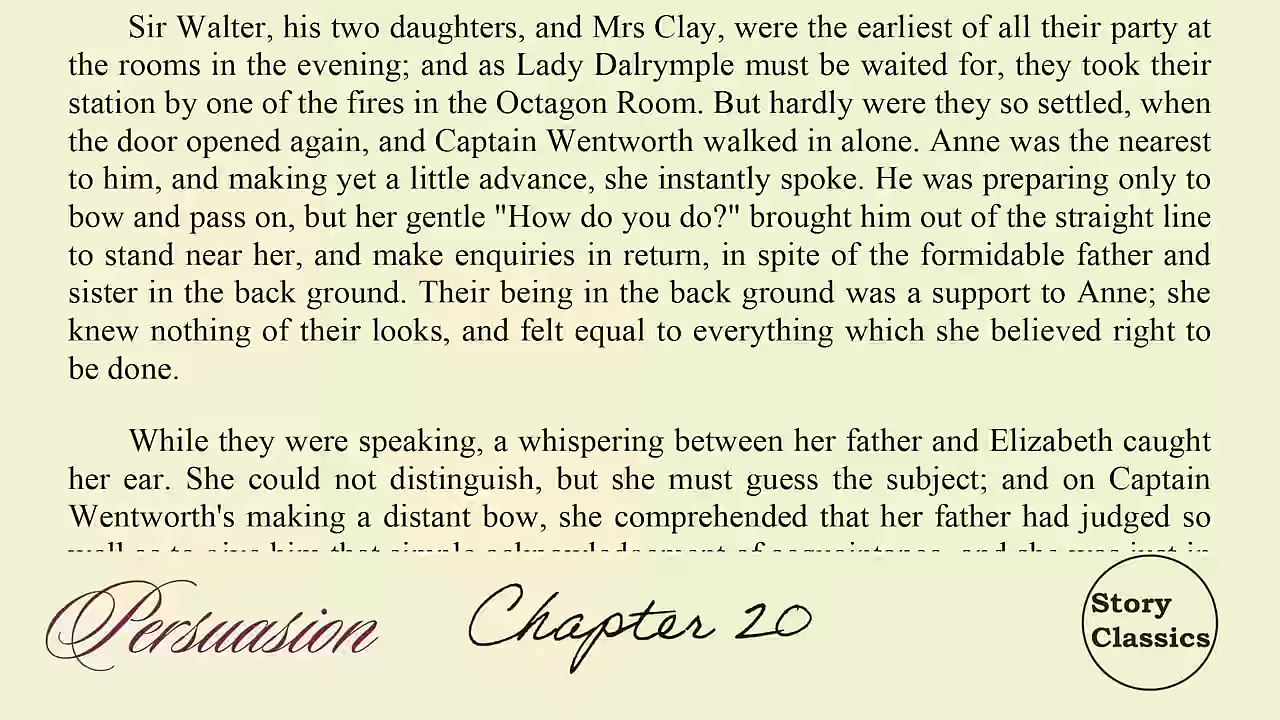 Sir Walter, his two daughters, and Mrs Clay, were the earliest of all their party at
the rooms in the evening; and as Lady Dalrymple must be waited for, they took their
station by one of the fires in the Octagon Room. But hardly were they so settled, when
the door opened again, and Captain Wentworth walked in alone. Anne was the nearest
to him, and making yet a little advance, she instantly spoke. He was preparing only to
bow and pass on, but her gentle "How do you do?" brought him out of the straight line
to stand near her, and make enquiries in return, in spite of the formidable father and
sister in the back ground. Their being in the back ground was a support to Anne; she
knew nothing of their looks, and felt equal to everything which she believed right to
be done.
While they were speaking, a whispering between her father and Elizabeth caught
her ear. She could not distinguish, but she must guess the subject; and on Captain
Wentworth's making a distant bow, she comprehended that her father had judged so
Persuasion
Chapter 20
Story
Classics